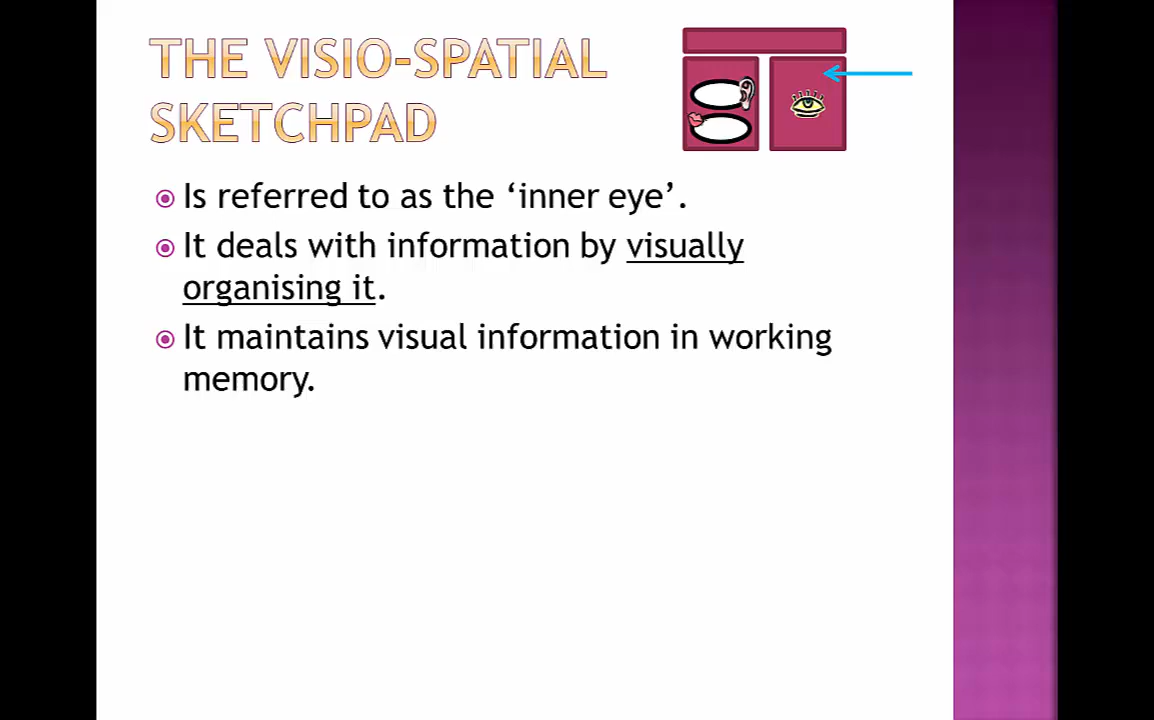 THE VISIO-SPATIAL
SKETCHPAD
Is referred to as the ‘inner eye’.
It deals with information by visually
organising it.
It maintains visual information in working
memory.